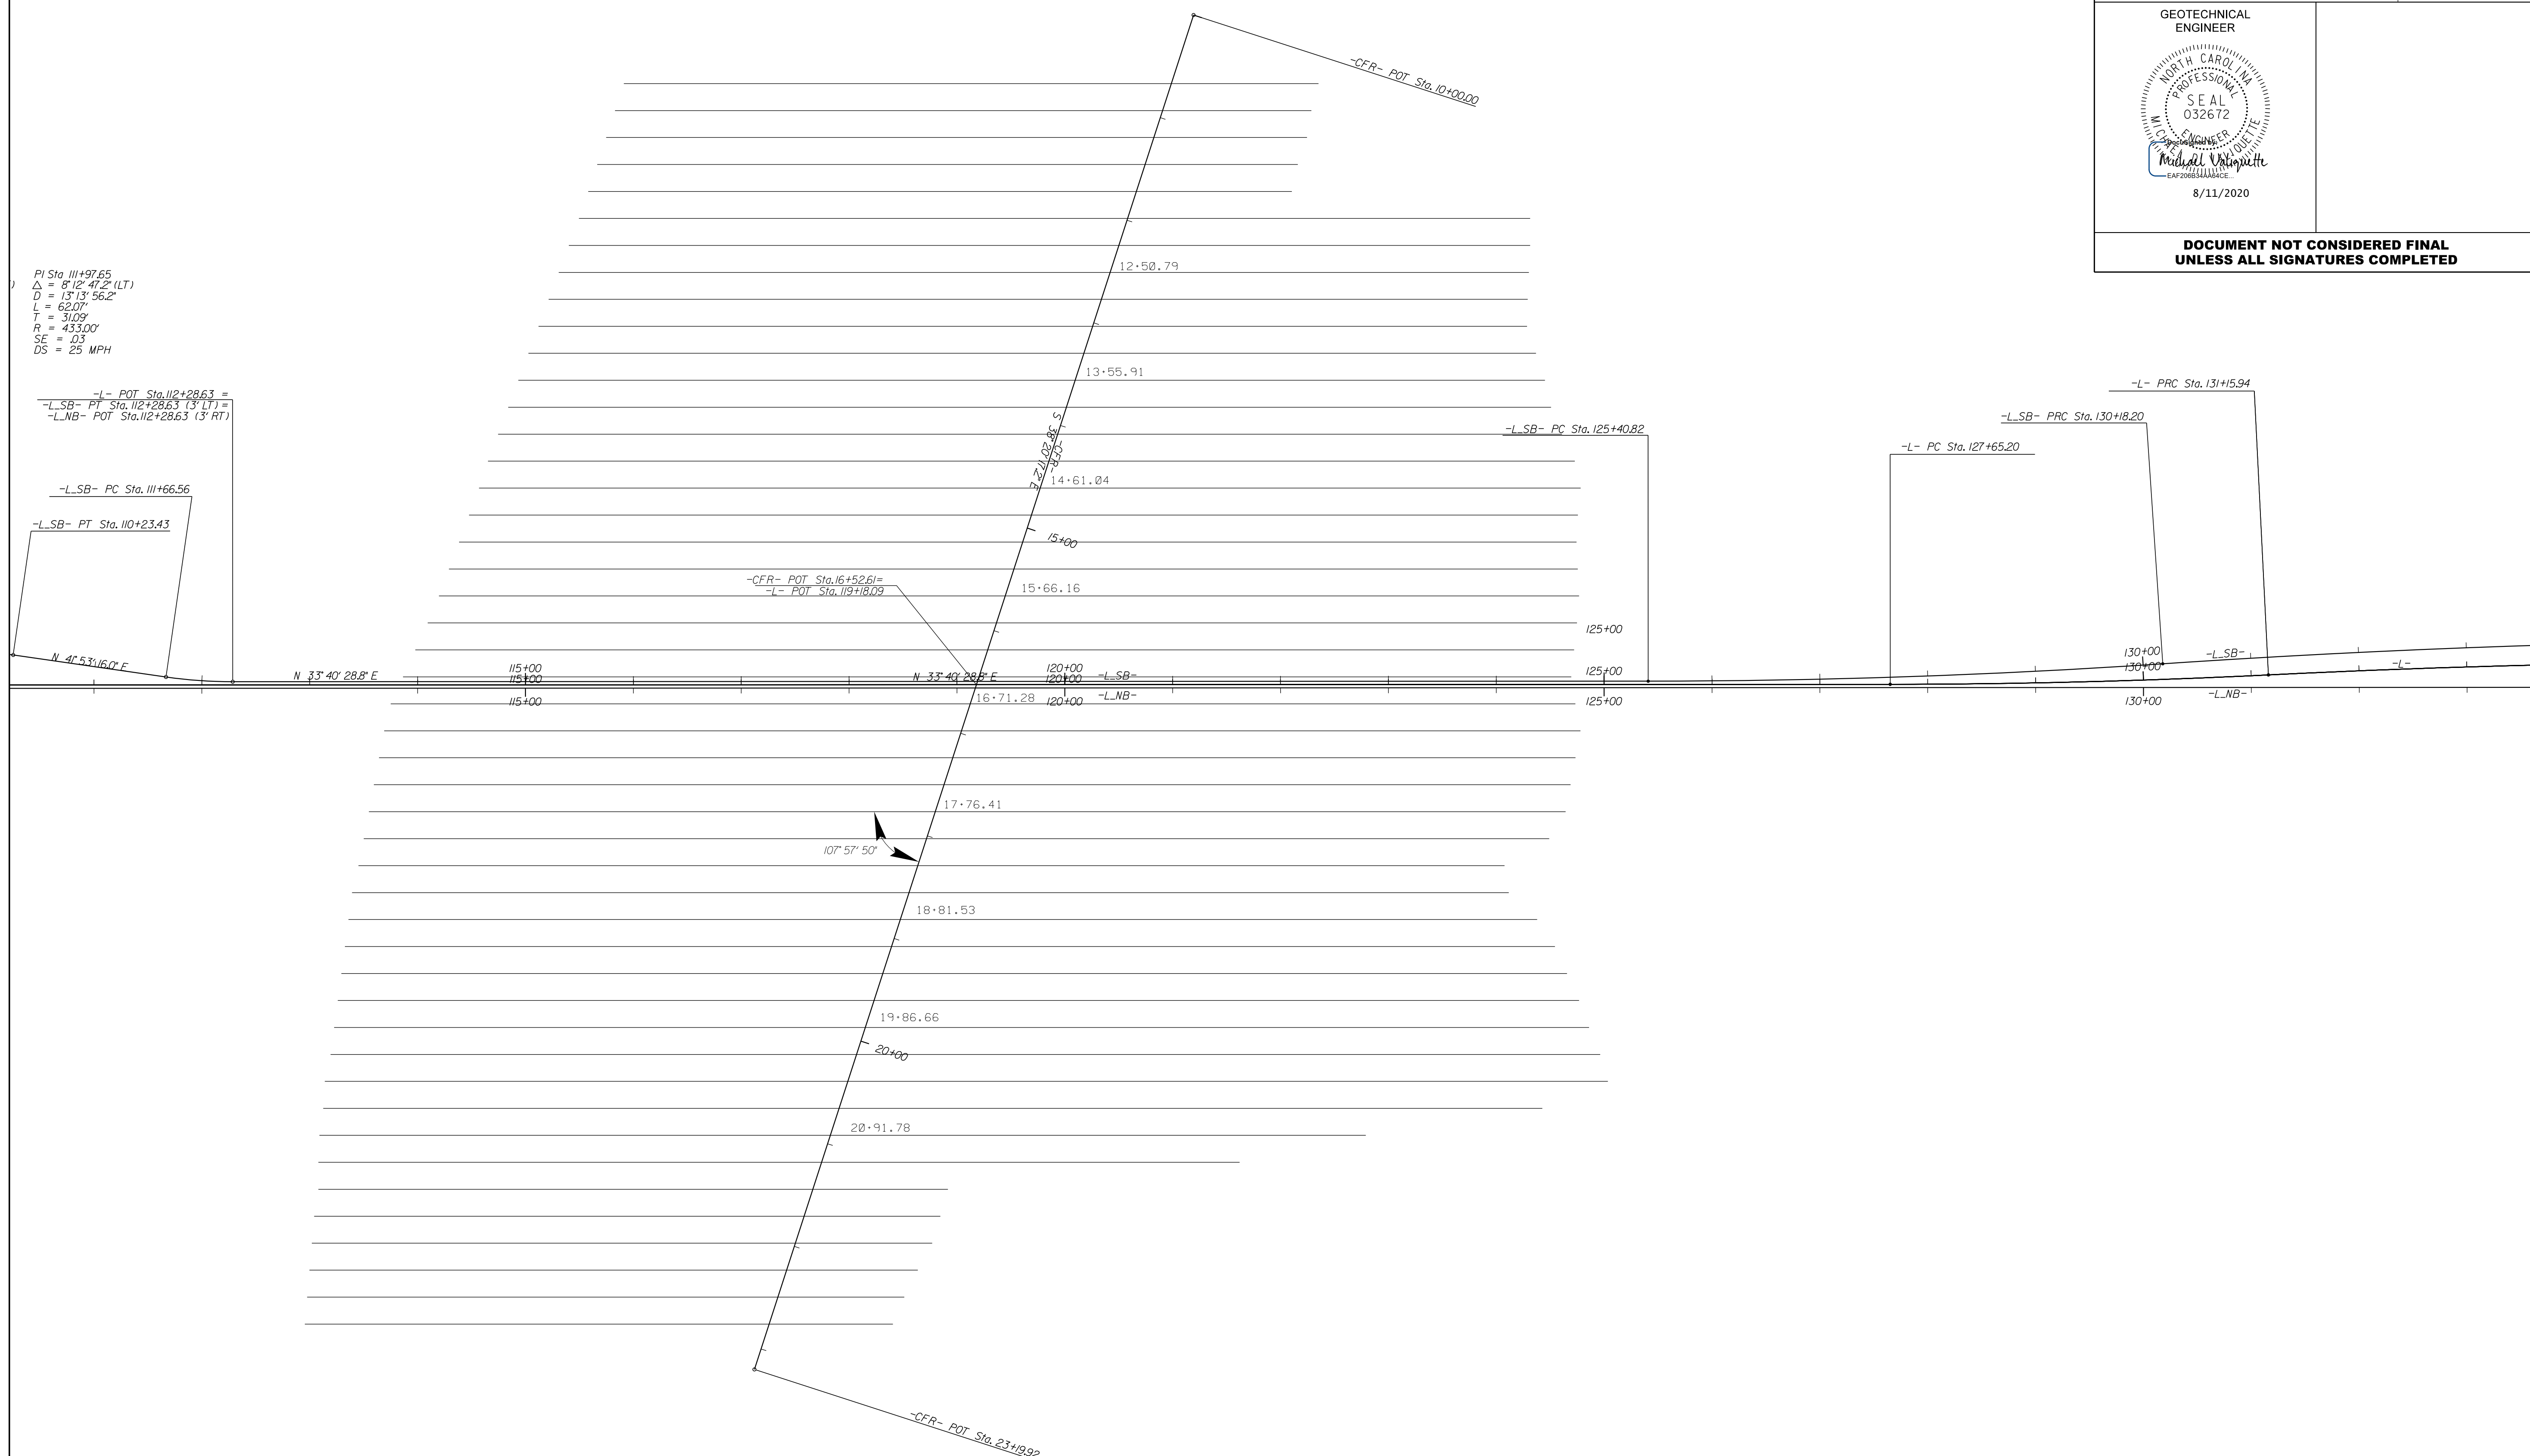 GEOTECHNICAL
ENGINEER
NORTH CAROLINA
PROFESSIONAL
SEAL
032672
ENGINEER
DocuSigned by:
Michael Valiquette
EAF206B34AA64CE...
8/11/2020
DOCUMENT NOT CONSIDERED FINAL
UNLESS ALL SIGNATURES COMPLETED
-CFR- POT Sta. 10+00.00
12+50.79
PI Sta 111+97.65
) △ = 8° 12' 47.2" (LT)
D = 13° 13' 56.2"
L = 62.07'
T = 31.09'
R = 433.00'
SE = .03
DS = 25 MPH
13+55.91
-L- POT Sta. 112+28.63 =
-L_SB- PT Sta. 112+28.63 (3' LT) =
-L_NB- POT Sta. 112+28.63 (3' RT)
-L- PRC Sta. 131+15.94
-L_SB- PRC Sta. 130+18.20
-L_SB- PC Sta. 125+40.82
-L- PC Sta. 127+65.20
-CFR-
S 38° 20' 17.2" E
14+61.04
-L_SB- PC Sta. 111+66.56
-L_SB- PT Sta. 110+23.43
15+00
-CFR- POT Sta. 16+52.61=
-L- POT Sta. 119+18.09
15+66.16
125+00
N 41° 53' 16.0" E
N 33° 40' 28.8" E
115+00
115+00
115+00
N 33° 40' 28.8" E
120+00
120+00
120+00
-L_SB-
-L_NB-
125+00
125+00
130+00
130+00
130+00
-L_SB-
-L-
-L_NB-
16+71.28
17+76.41
107° 57' 50"
18+81.53
19+86.66
20+00
20+91.78
-CFR- POT Sta. 23+19.92